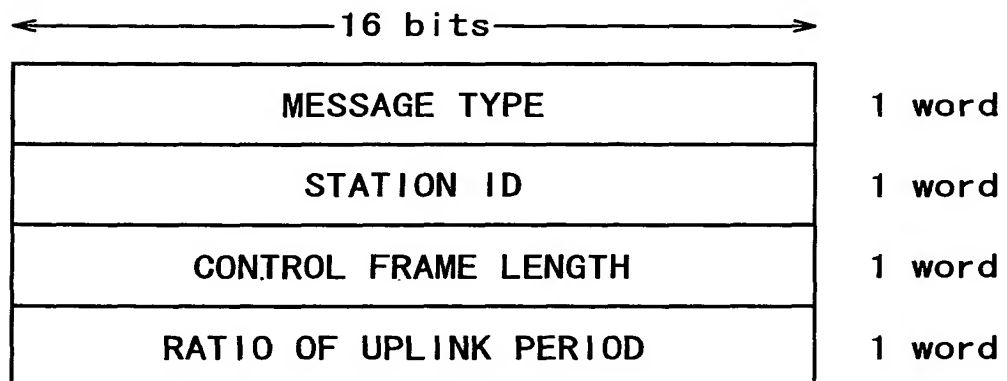 16 bits
MESSAGE TYPE 1 word
STATION ID 1 word
CONTROL FRAME LENGTH 1 word
RATIO OF UPLINK PERIOD 1 word